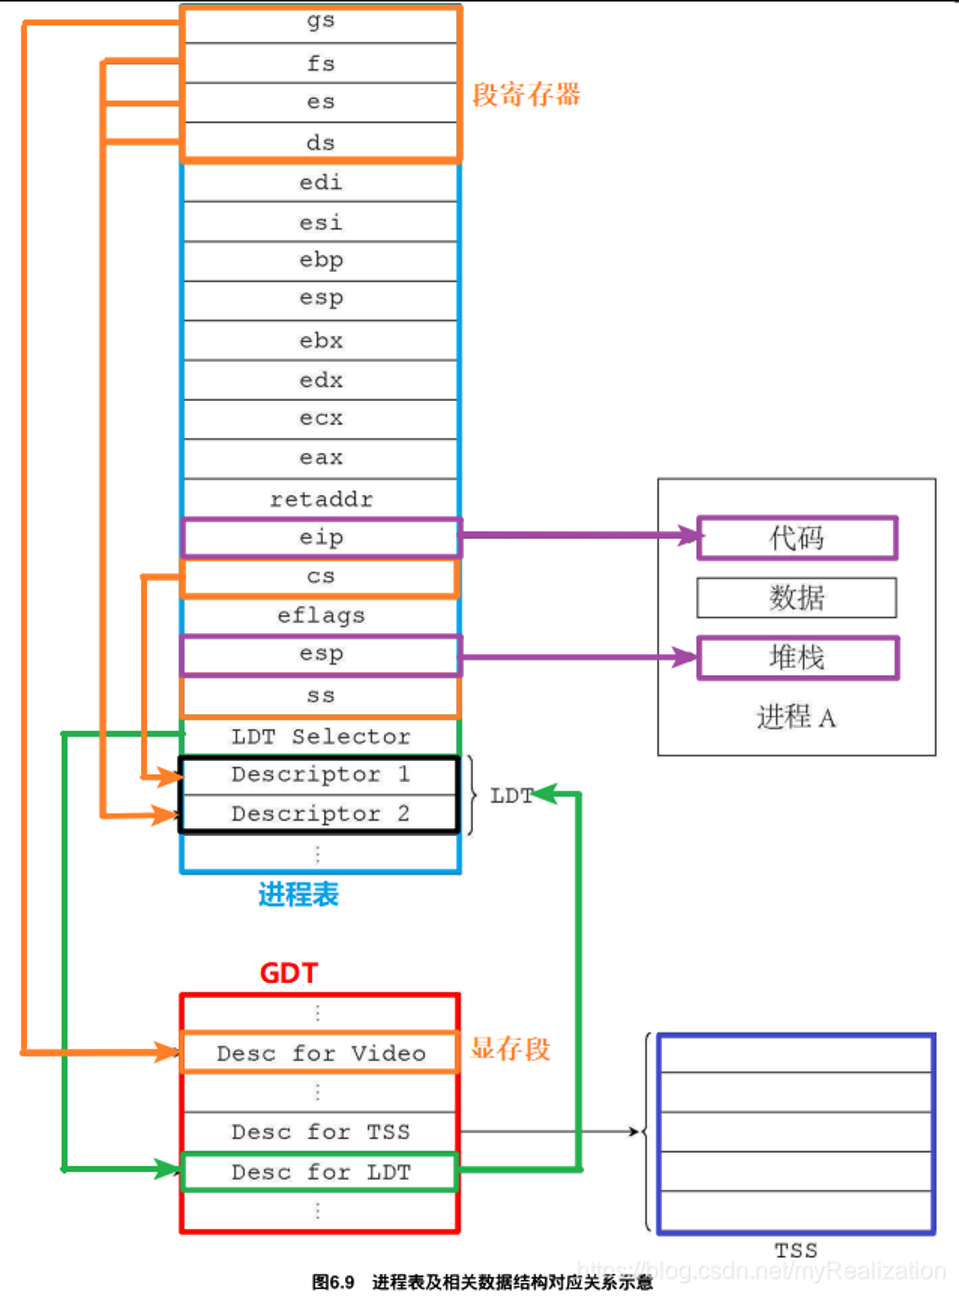 gs
fs
es
ds
段寄存器
edi
esi
ebp
esp
ebx
edx
ecx
eax
retaddr
eip
cs
eflags
esp
ss
LDT Selector
Descriptor 1
Descriptor 2
⋮
LDT
进程表
代码
数据
堆栈
进程 A
GDT
⋮
Desc for Video
显存段
⋮
Desc for TSS
Desc for LDT
⋮
TSS
图6.9 进程表及相关数据结构对应关系示意
https://blog.csdn.net/myRealization